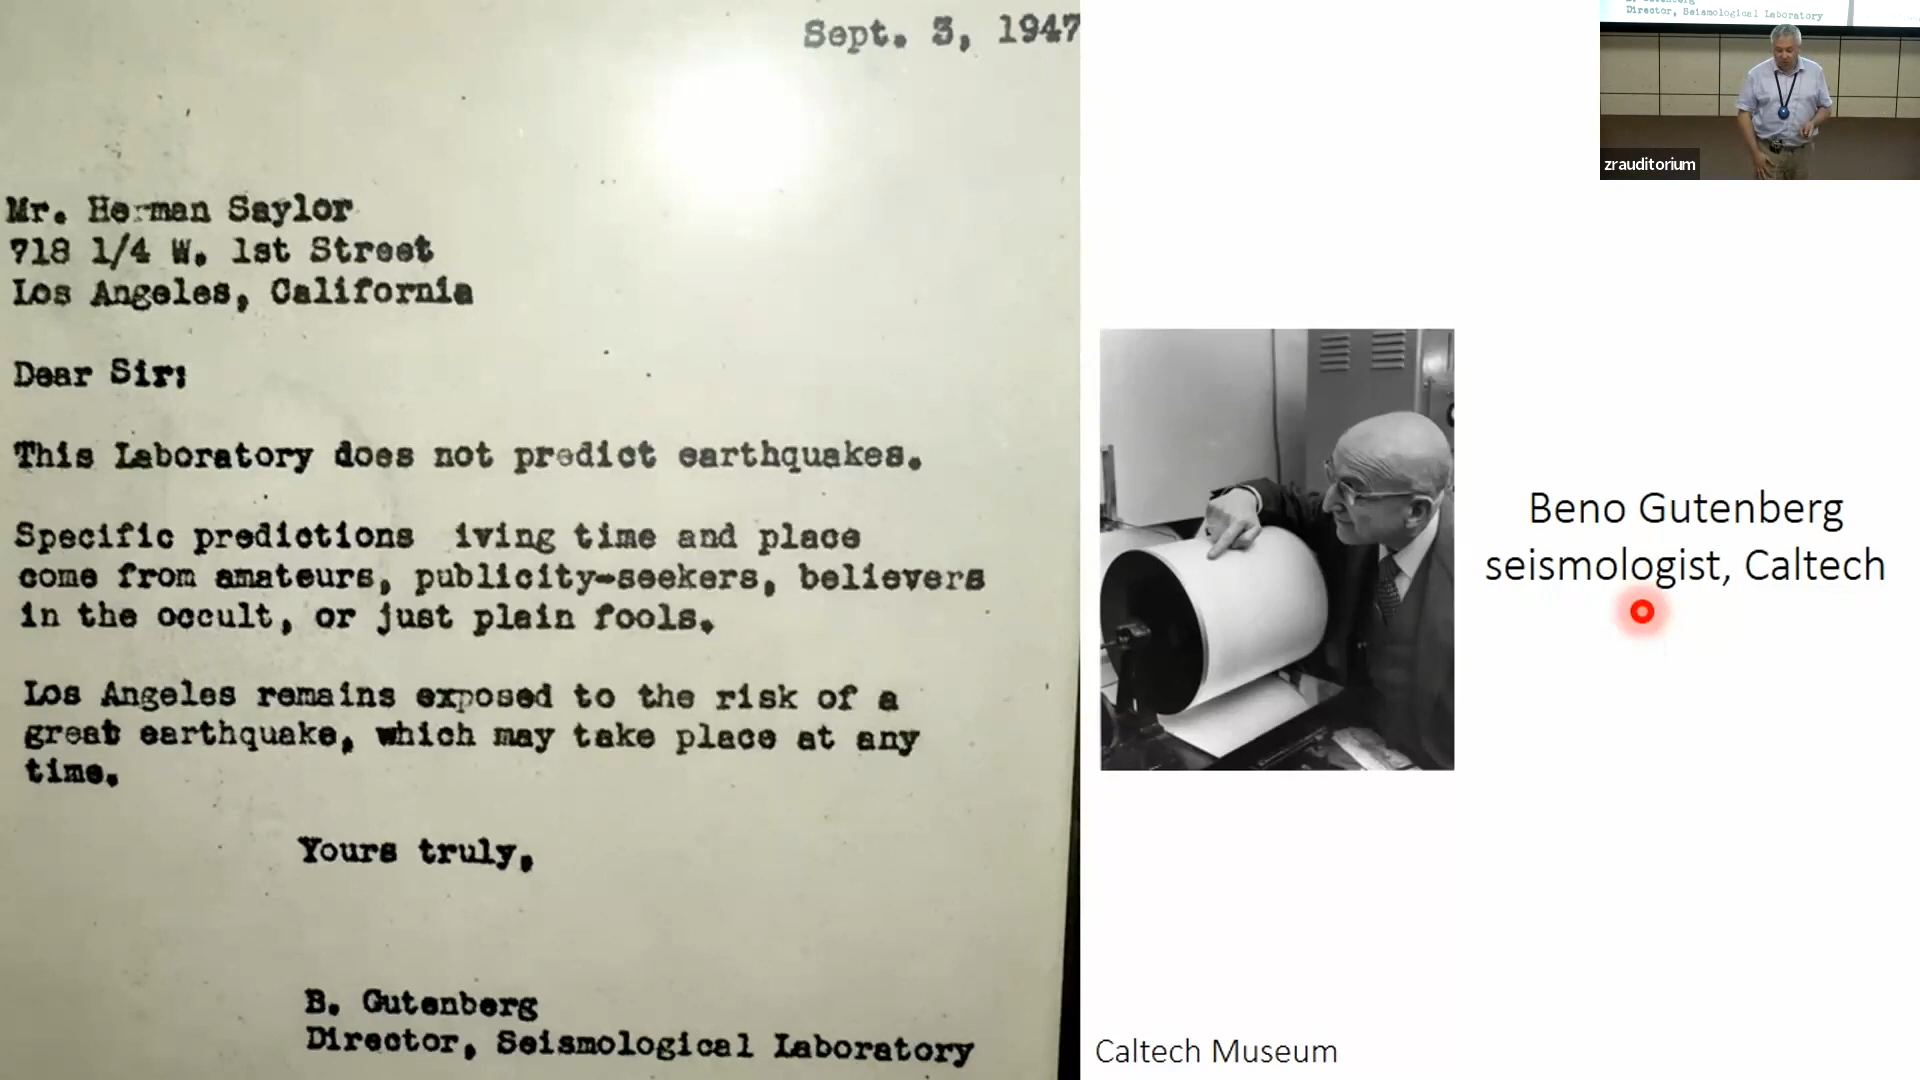 Sept. 3, 1947
Mr. Herman Saylor
718 1/4 W. 1st Street
Los Angeles, California
Dear Sir:
This Laboratory does not predict earthquakes.
Specific predictions iving time and place
come from amateurs, publicity-seekers, believers
in the occult, or just plain fools.
Los Angeles remains exposed to the risk of a
great earthquake, which may take place at any
time.
Yours truly,
B. Gutenberg
Director, Seismological Laboratory
Beno Gutenberg
seismologist, Caltech
Caltech Museum
Director, Seismological Laboratory
zrauditorium